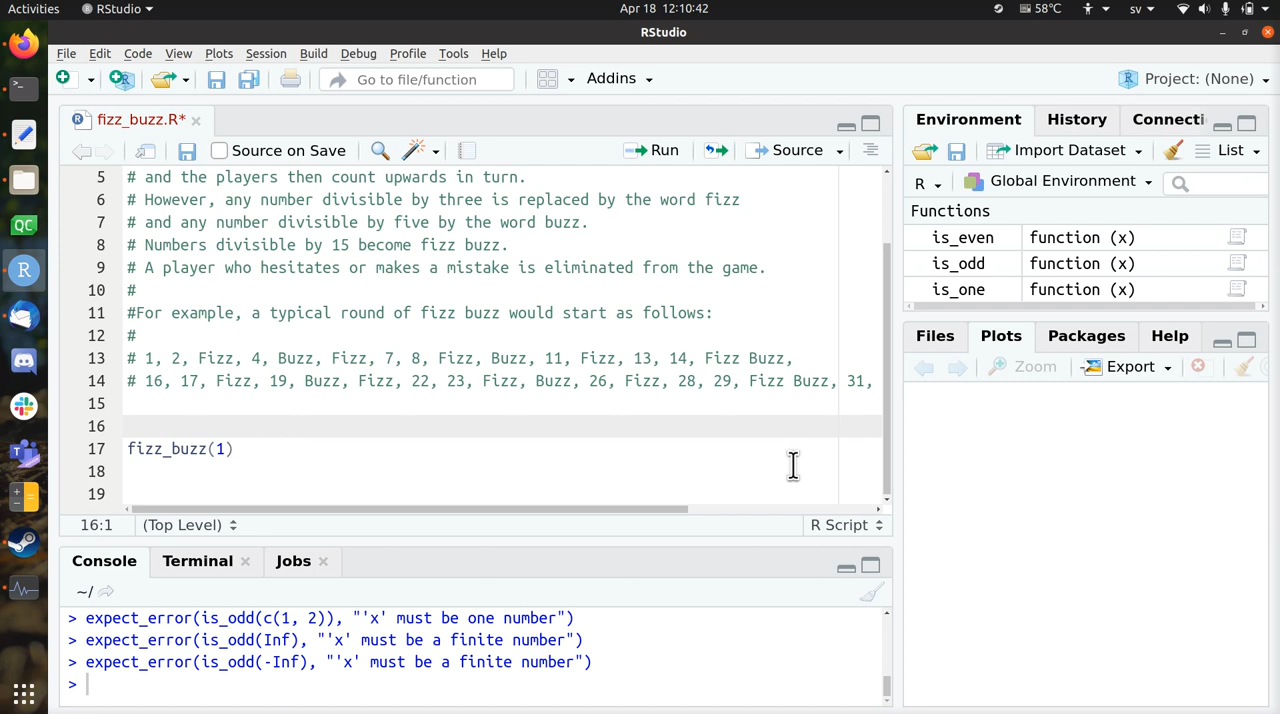 Activities RStudio Apr 18 12:10:42 58°C sv
RStudio
File Edit Code View Plots Session Build Debug Profile Tools Help
Go to file/function Addins Project: (None)
fizz_buzz.R*
Source on Save Run Source
5 # and the players then count upwards in turn.
6 # However, any number divisible by three is replaced by the word fizz
7 # and any number divisible by five by the word buzz.
8 # Numbers divisible by 15 become fizz buzz.
9 # A player who hesitates or makes a mistake is eliminated from the game.
10 #
11 #For example, a typical round of fizz buzz would start as follows:
12 #
13 # 1, 2, Fizz, 4, Buzz, Fizz, 7, 8, Fizz, Buzz, 11, Fizz, 13, 14, Fizz Buzz,
14 # 16, 17, Fizz, 19, Buzz, Fizz, 22, 23, Fizz, Buzz, 26, Fizz, 28, 29, Fizz Buzz, 31,
15
16
17 fizz_buzz(1)
18
19
16:1 (Top Level) R Script
Console Terminal Jobs
~/
> expect_error(is_odd(c(1, 2)), "'x' must be one number")
> expect_error(is_odd(Inf), "'x' must be a finite number")
> expect_error(is_odd(-Inf), "'x' must be a finite number")
>
Environment History Connecti
Import Dataset List
R Global Environment
Functions
is_even function (x)
is_odd function (x)
is_one function (x)
Files Plots Packages Help
Zoom Export
QC
R